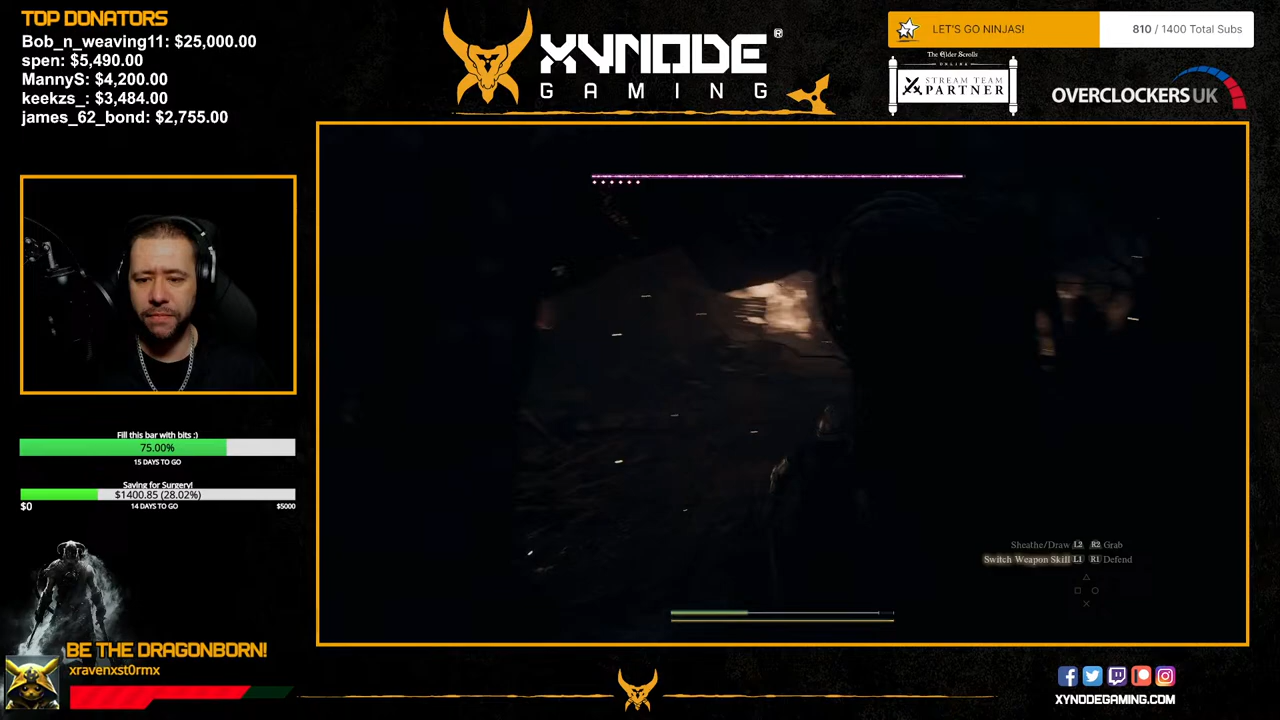 TOP DONATORS
Bob_n_weaving11: $25,000.00
spen: $5,490.00
MannyS: $4,200.00
keekzs_: $3,484.00
james_62_bond: $2,755.00
XYNODE®
GAMING
LET'S GO NINJAS!
810 / 1400 Total Subs
The Elder Scrolls
ONLINE
STREAM TEAM
PARTNER
OVERCLOCKERS UK
Fill this bar with bits :)
75.00%
15 DAYS TO GO
Saving for Surgery!
$1400.85 (28.02%)
$0 14 DAYS TO GO $5000
BE THE DRAGONBORN!
xravenxst0rmx
Sheathe/Draw L2 R2 Grab
Switch Weapon Skill L1 R1 Defend
XYNODEGAMING.COM